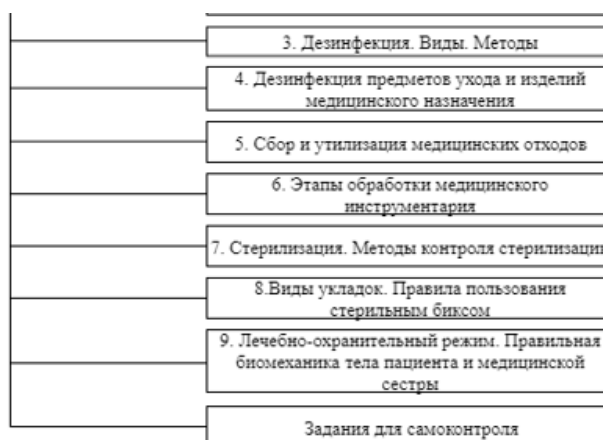 3. Дезинфекция. Виды. Методы
4. Дезинфекция предметов ухода и изделий
медицинского назначения
5. Сбор и утилизация медицинских отходов
6. Этапы обработки медицинского
инструментария
7. Стерилизация. Методы контроля стерилизации
8.Виды укладок. Правила пользования
стерильным биксом
9. Лечебно-охранительный режим. Правильная
биомеханика тела пациента и медицинской
сестры
Задания для самоконтроля